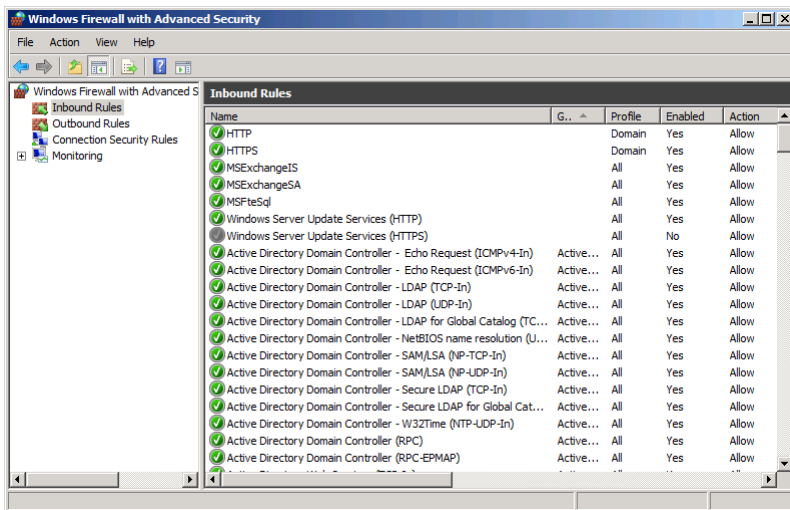 Windows Firewall with Advanced Security
File Action View Help
Windows Firewall with Advanced S
Inbound Rules
Outbound Rules
Connection Security Rules
Monitoring
Inbound Rules
Name G.. Profile Enabled Action
HTTP Domain Yes Allow
HTTPS Domain Yes Allow
MSExchangeIS All Yes Allow
MSExchangeSA All Yes Allow
MSFteSql All Yes Allow
Windows Server Update Services (HTTP) All Yes Allow
Windows Server Update Services (HTTPS) All No Allow
Active Directory Domain Controller - Echo Request (ICMPv4-In) Active... All Yes Allow
Active Directory Domain Controller - Echo Request (ICMPv6-In) Active... All Yes Allow
Active Directory Domain Controller - LDAP (TCP-In) Active... All Yes Allow
Active Directory Domain Controller - LDAP (UDP-In) Active... All Yes Allow
Active Directory Domain Controller - LDAP for Global Catalog (TC... Active... All Yes Allow
Active Directory Domain Controller - NetBIOS name resolution (U... Active... All Yes Allow
Active Directory Domain Controller - SAM/LSA (NP-TCP-In) Active... All Yes Allow
Active Directory Domain Controller - SAM/LSA (NP-UDP-In) Active... All Yes Allow
Active Directory Domain Controller - Secure LDAP (TCP-In) Active... All Yes Allow
Active Directory Domain Controller - Secure LDAP for Global Cat... Active... All Yes Allow
Active Directory Domain Controller - W32Time (NTP-UDP-In) Active... All Yes Allow
Active Directory Domain Controller (RPC) Active... All Yes Allow
Active Directory Domain Controller (RPC-EPMAP) Active... All Yes Allow